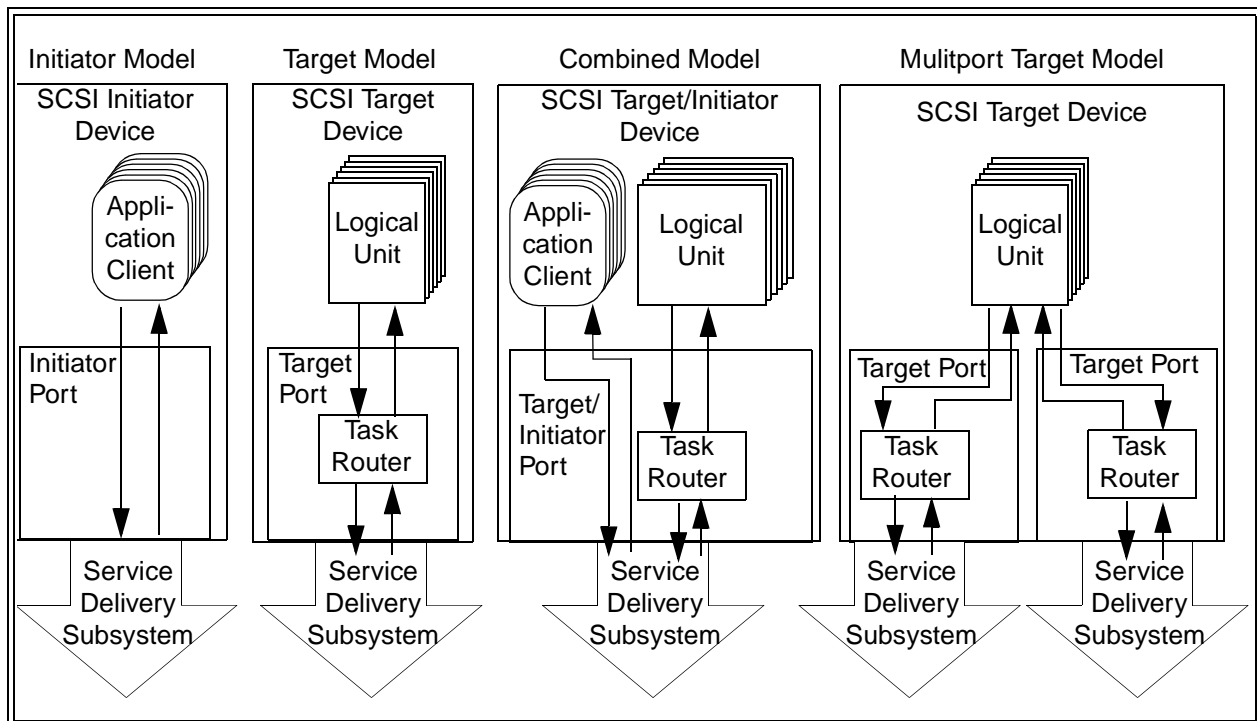 Initiator Model
SCSI Initiator
Device
Appli-
cation
Client
Initiator
Port
Service
Delivery
Subsystem
Target Model
SCSI Target
Device
Logical
Unit
Target
Port
Task
Router
Service
Delivery
Subsystem
Combined Model
SCSI Target/Initiator
Device
Appli-
cation
Client
Logical
Unit
Target/
Initiator
Port
Task
Router
Service
Delivery
Subsystem
Mulitport Target Model
SCSI Target Device
Logical
Unit
Target Port
Task
Router
Service
Delivery
Subsystem
Target Port
Task
Router
Service
Delivery
Subsystem